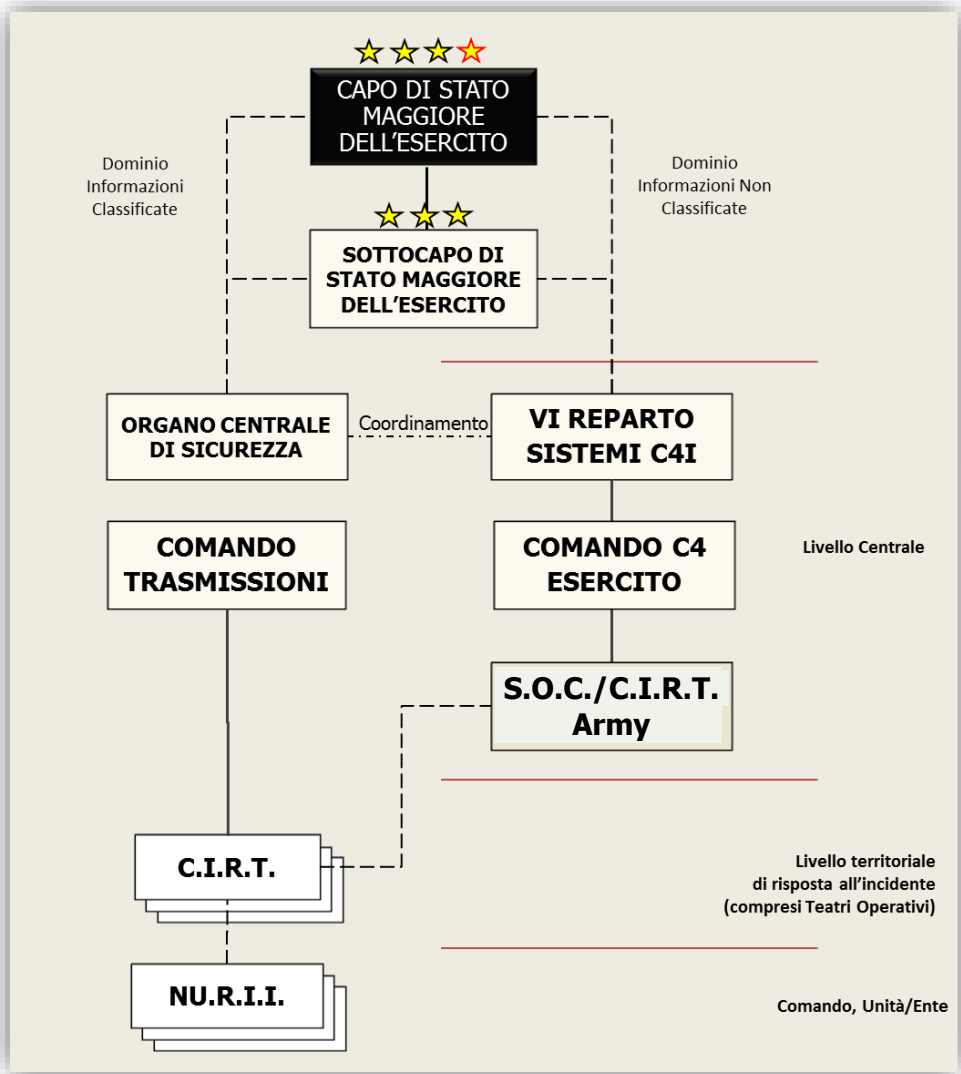 CAPO DI STATO
MAGGIORE
DELL'ESERCITO
Dominio
Informazioni
Classificate
Dominio
Informazioni Non
Classificate
SOTTOCAPO DI
STATO MAGGIORE
DELL'ESERCITO
ORGANO CENTRALE
DI SICUREZZA
Coordinamento
VI REPARTO
SISTEMI C4I
COMANDO
TRASMISSIONI
COMANDO C4
ESERCITO
Livello Centrale
S.O.C./C.I.R.T.
Army
C.I.R.T.
Livello territoriale
di risposta all'incidente
(compresi Teatri Operativi)
NU.R.I.I.
Comando, Unità/Ente